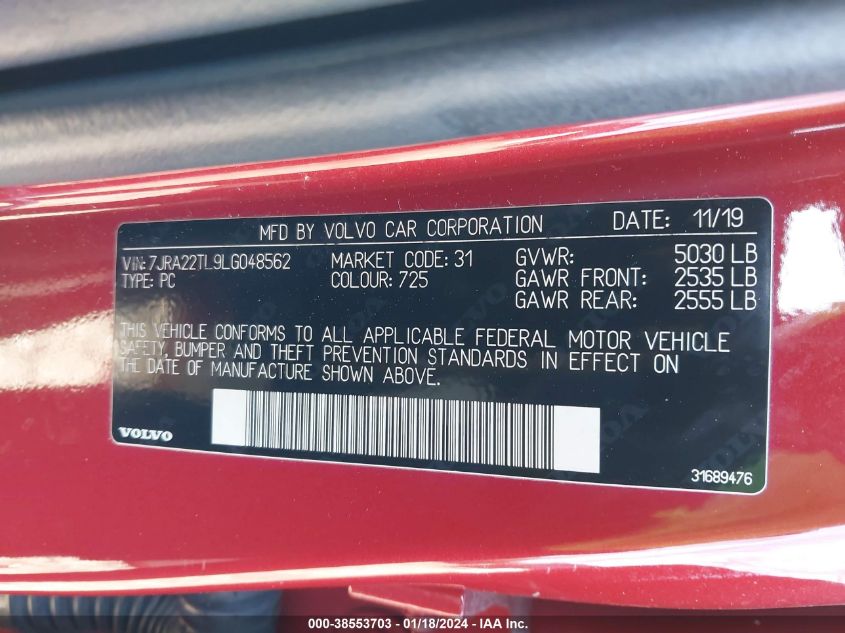 MFD BY VOLVO CAR CORPORATION DATE: 11/19
VIN: 7JRA22TL9LG048562 MARKET CODE: 31 GVWR: 5030 LB
TYPE: PC COLOUR: 725 GAWR FRONT: 2535 LB
GAWR REAR: 2555 LB
THIS VEHICLE CONFORMS TO ALL APPLICABLE FEDERAL MOTOR VEHICLE
SAFETY, BUMPER AND THEFT PREVENTION STANDARDS IN EFFECT ON
THE DATE OF MANUFACTURE SHOWN ABOVE.
VOLVO
31689476
000-38553703 - 01/18/2024 - IAA Inc.